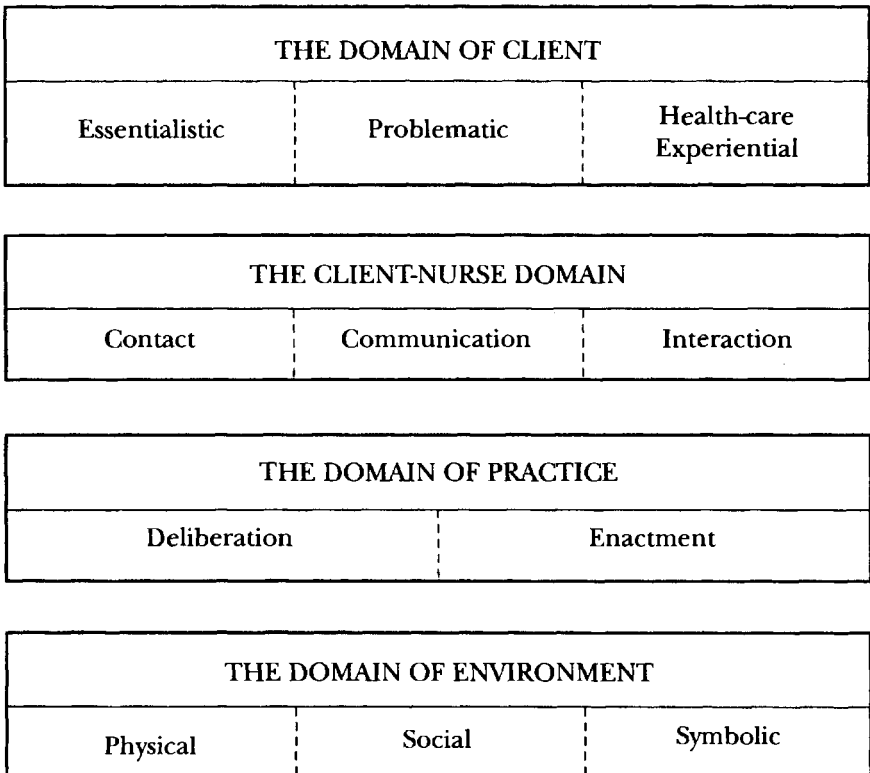 THE DOMAIN OF CLIENT
Essentialistic Problematic Health-care
Experiential
THE CLIENT-NURSE DOMAIN
Contact Communication Interaction
THE DOMAIN OF PRACTICE
Deliberation Enactment
THE DOMAIN OF ENVIRONMENT
Physical Social Symbolic